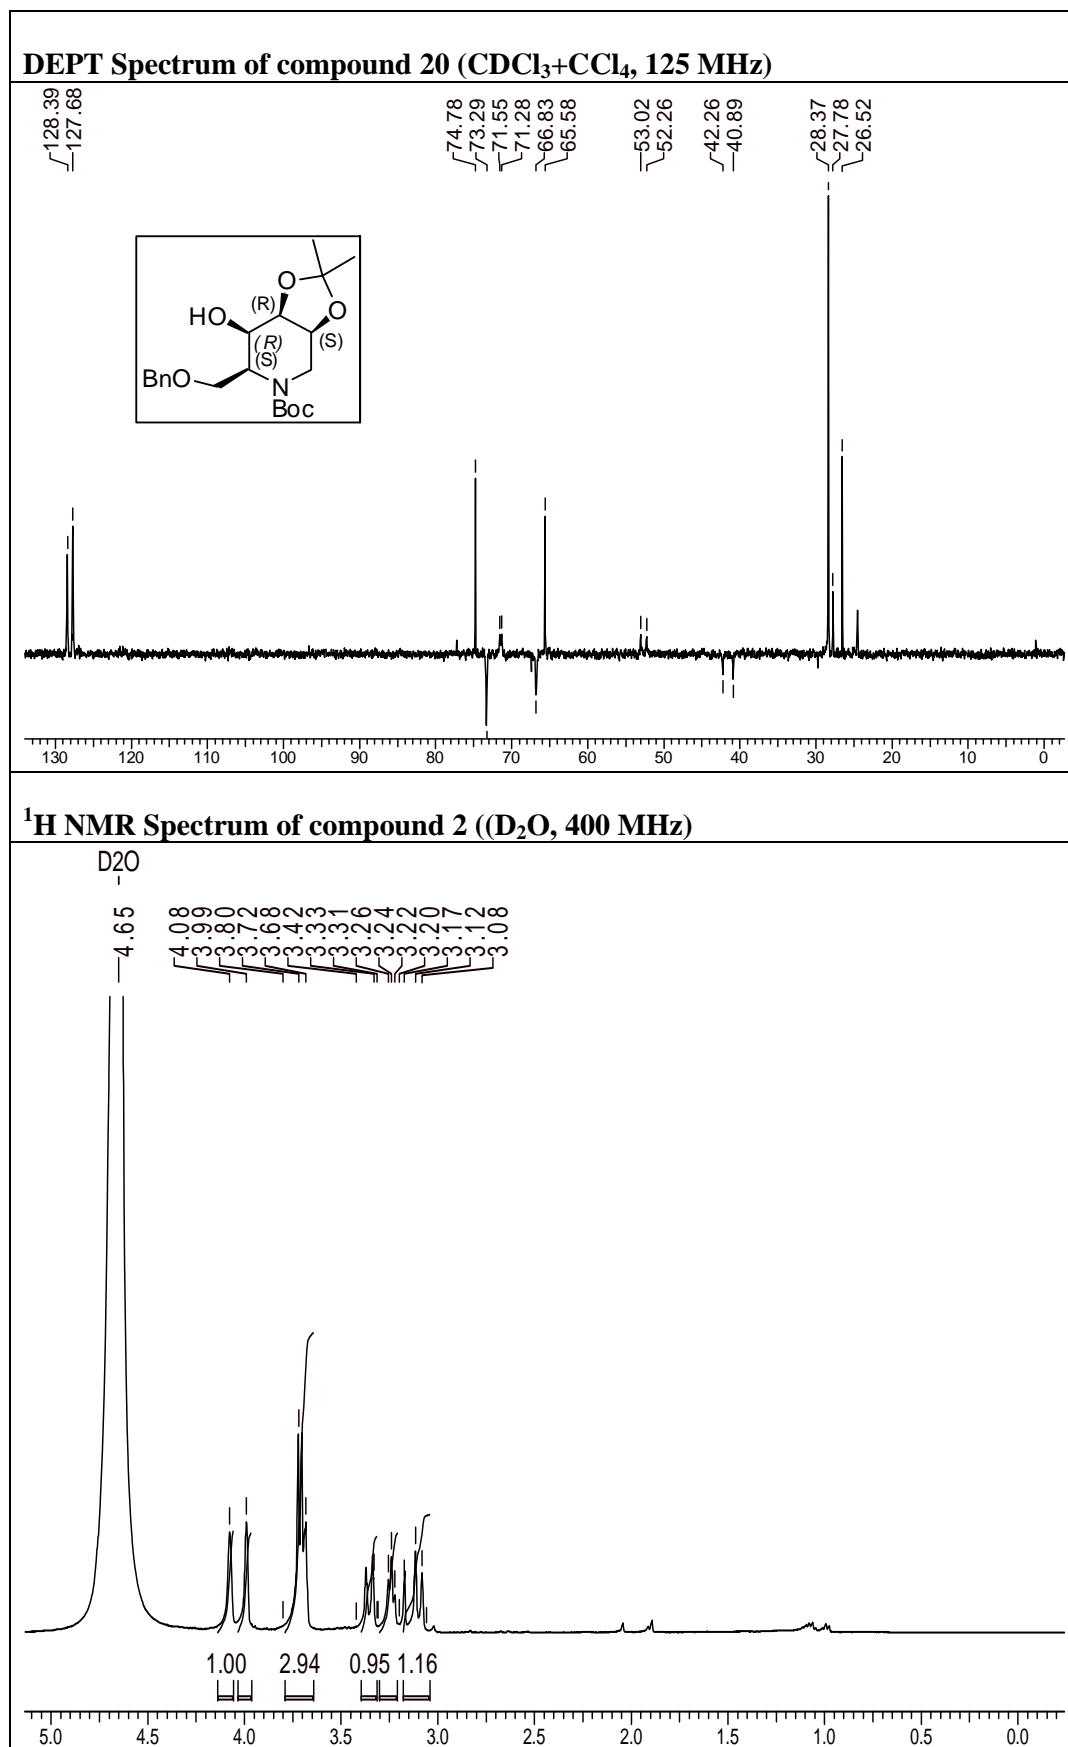 DEPT Spectrum of compound 20 (CDCl₃+CCl₄, 125 MHz)
128.39
127.68
74.78
73.29
71.55
71.28
66.83
65.58
53.02
52.26
42.26
40.89
28.37
27.78
26.52
O
HO
(R)
O
(R)
(S)
(S)
BnO
N
Boc
130 120 110 100 90 80 70 60 50 40 30 20 10 0
¹H NMR Spectrum of compound 2 ((D₂O, 400 MHz)
D2O
4.65
4.08
3.99
3.80
3.72
3.68
3.42
3.33
3.31
3.26
3.24
3.22
3.20
3.17
3.12
3.08
1.00 2.94 0.95 1.16
5.0 4.5 4.0 3.5 3.0 2.5 2.0 1.5 1.0 0.5 0.0